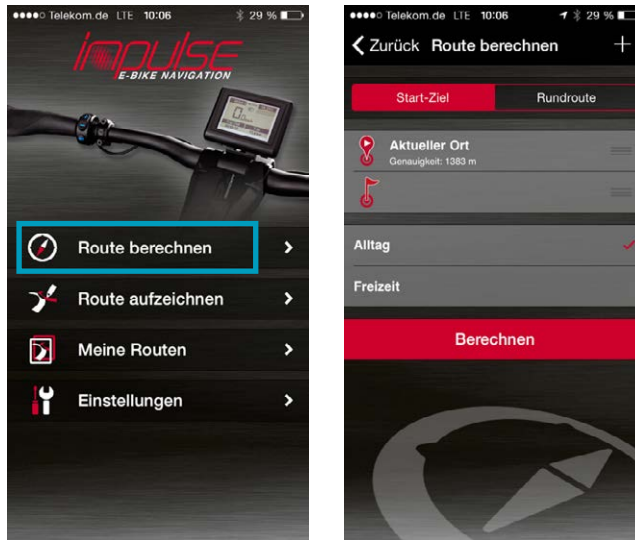 ●●●●○ Telekom.de LTE 10:06 29 %
impulse
E-BIKE NAVIGATION
Route berechnen
Route aufzeichnen
Meine Routen
Einstellungen
●●●●○ Telekom.de LTE 10:06 29 %
Zurück Route berechnen +
Start-Ziel Rundroute
Aktueller Ort
Genauigkeit: 1383 m
Alltag
Freizeit
Berechnen